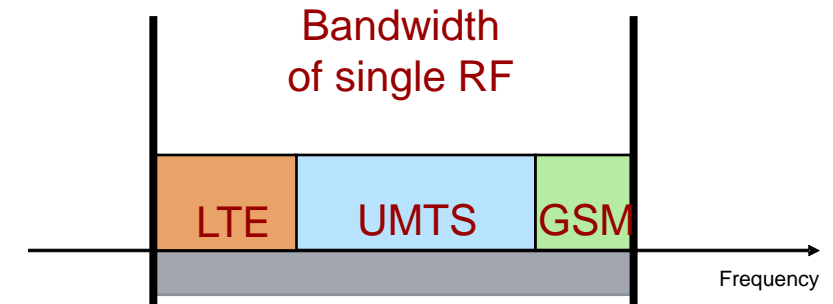 Bandwidth
of single RF
LTE UMTS GSM
Frequency